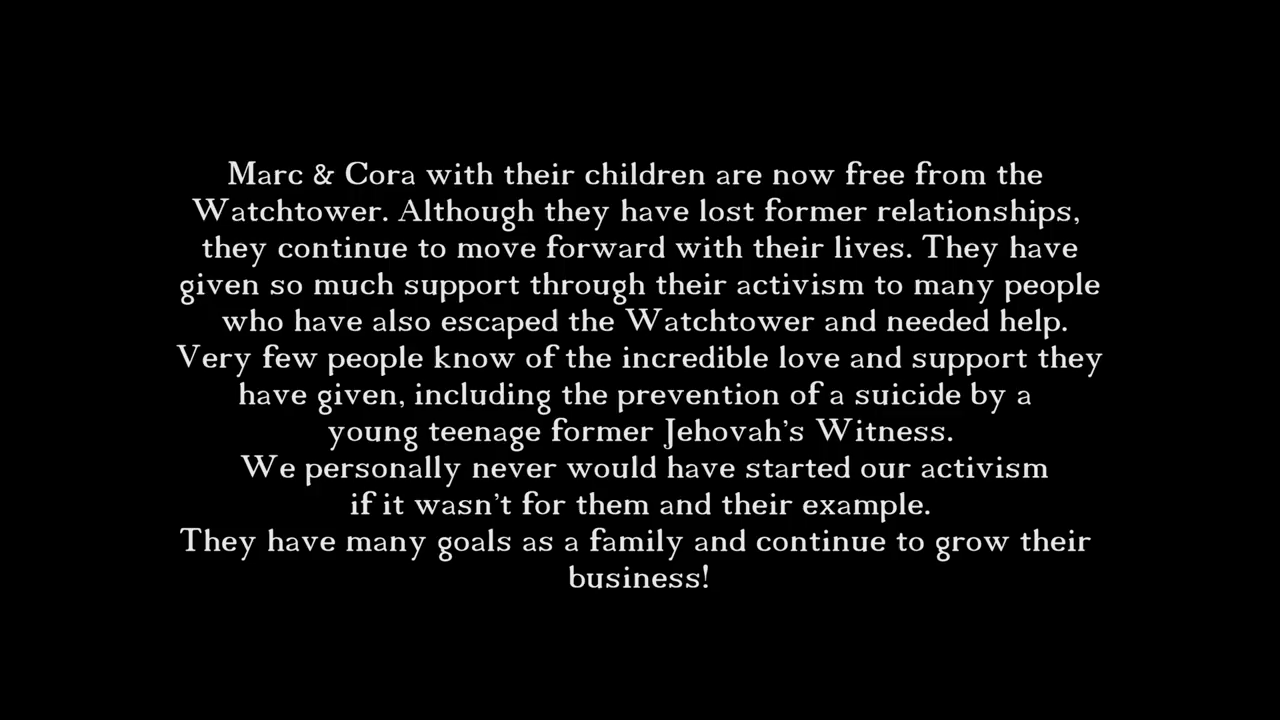 Marc & Cora with their children are now free from the
Watchtower. Although they have lost former relationships,
they continue to move forward with their lives. They have
given so much support through their activism to many people
who have also escaped the Watchtower and needed help.
Very few people know of the incredible love and support they
have given, including the prevention of a suicide by a
young teenage former Jehovah's Witness.
We personally never would have started our activism
if it wasn't for them and their example.
They have many goals as a family and continue to grow their
business!